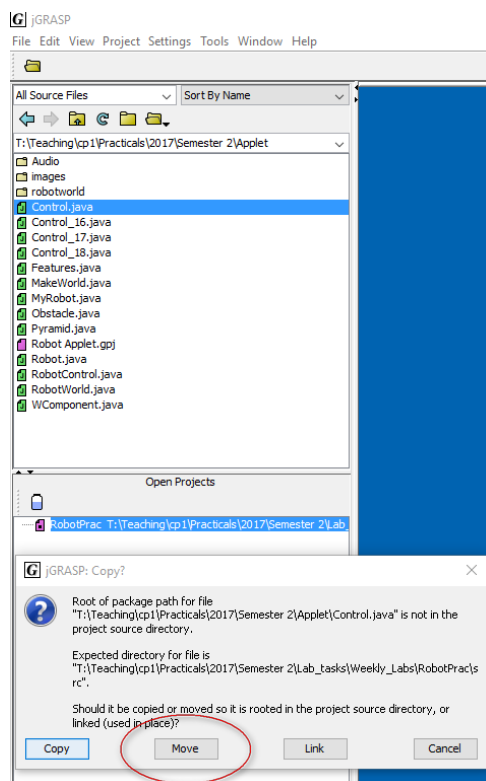 jGRASP
File Edit View Project Settings Tools Window Help
All Source Files Sort By Name
T:\Teaching\cp1\Practicals\2017\Semester 2\Applet
Audio
images
robotworld
Control.java
Control_16.java
Control_17.java
Control_18.java
Features.java
MakeWorld.java
MyRobot.java
Obstacle.java
Pyramid.java
Robot Applet.gpj
Robot.java
RobotControl.java
RobotWorld.java
WComponent.java
Open Projects
RobotPrac T:\Teaching\cp1\Practicals\2017\Semester 2\Lab_
jGRASP: Copy?
Root of package path for file
"T:\Teaching\cp1\Practicals\2017\Semester 2\Applet\Control.java" is not in the
project source directory.
Expected directory for file is
"T:\Teaching\cp1\Practicals\2017\Semester 2\Lab_tasks\Weekly_Labs\RobotPrac\s
rc".
Should it be copied or moved so it is rooted in the project source directory, or
linked (used in place)?
Copy Move Link Cancel